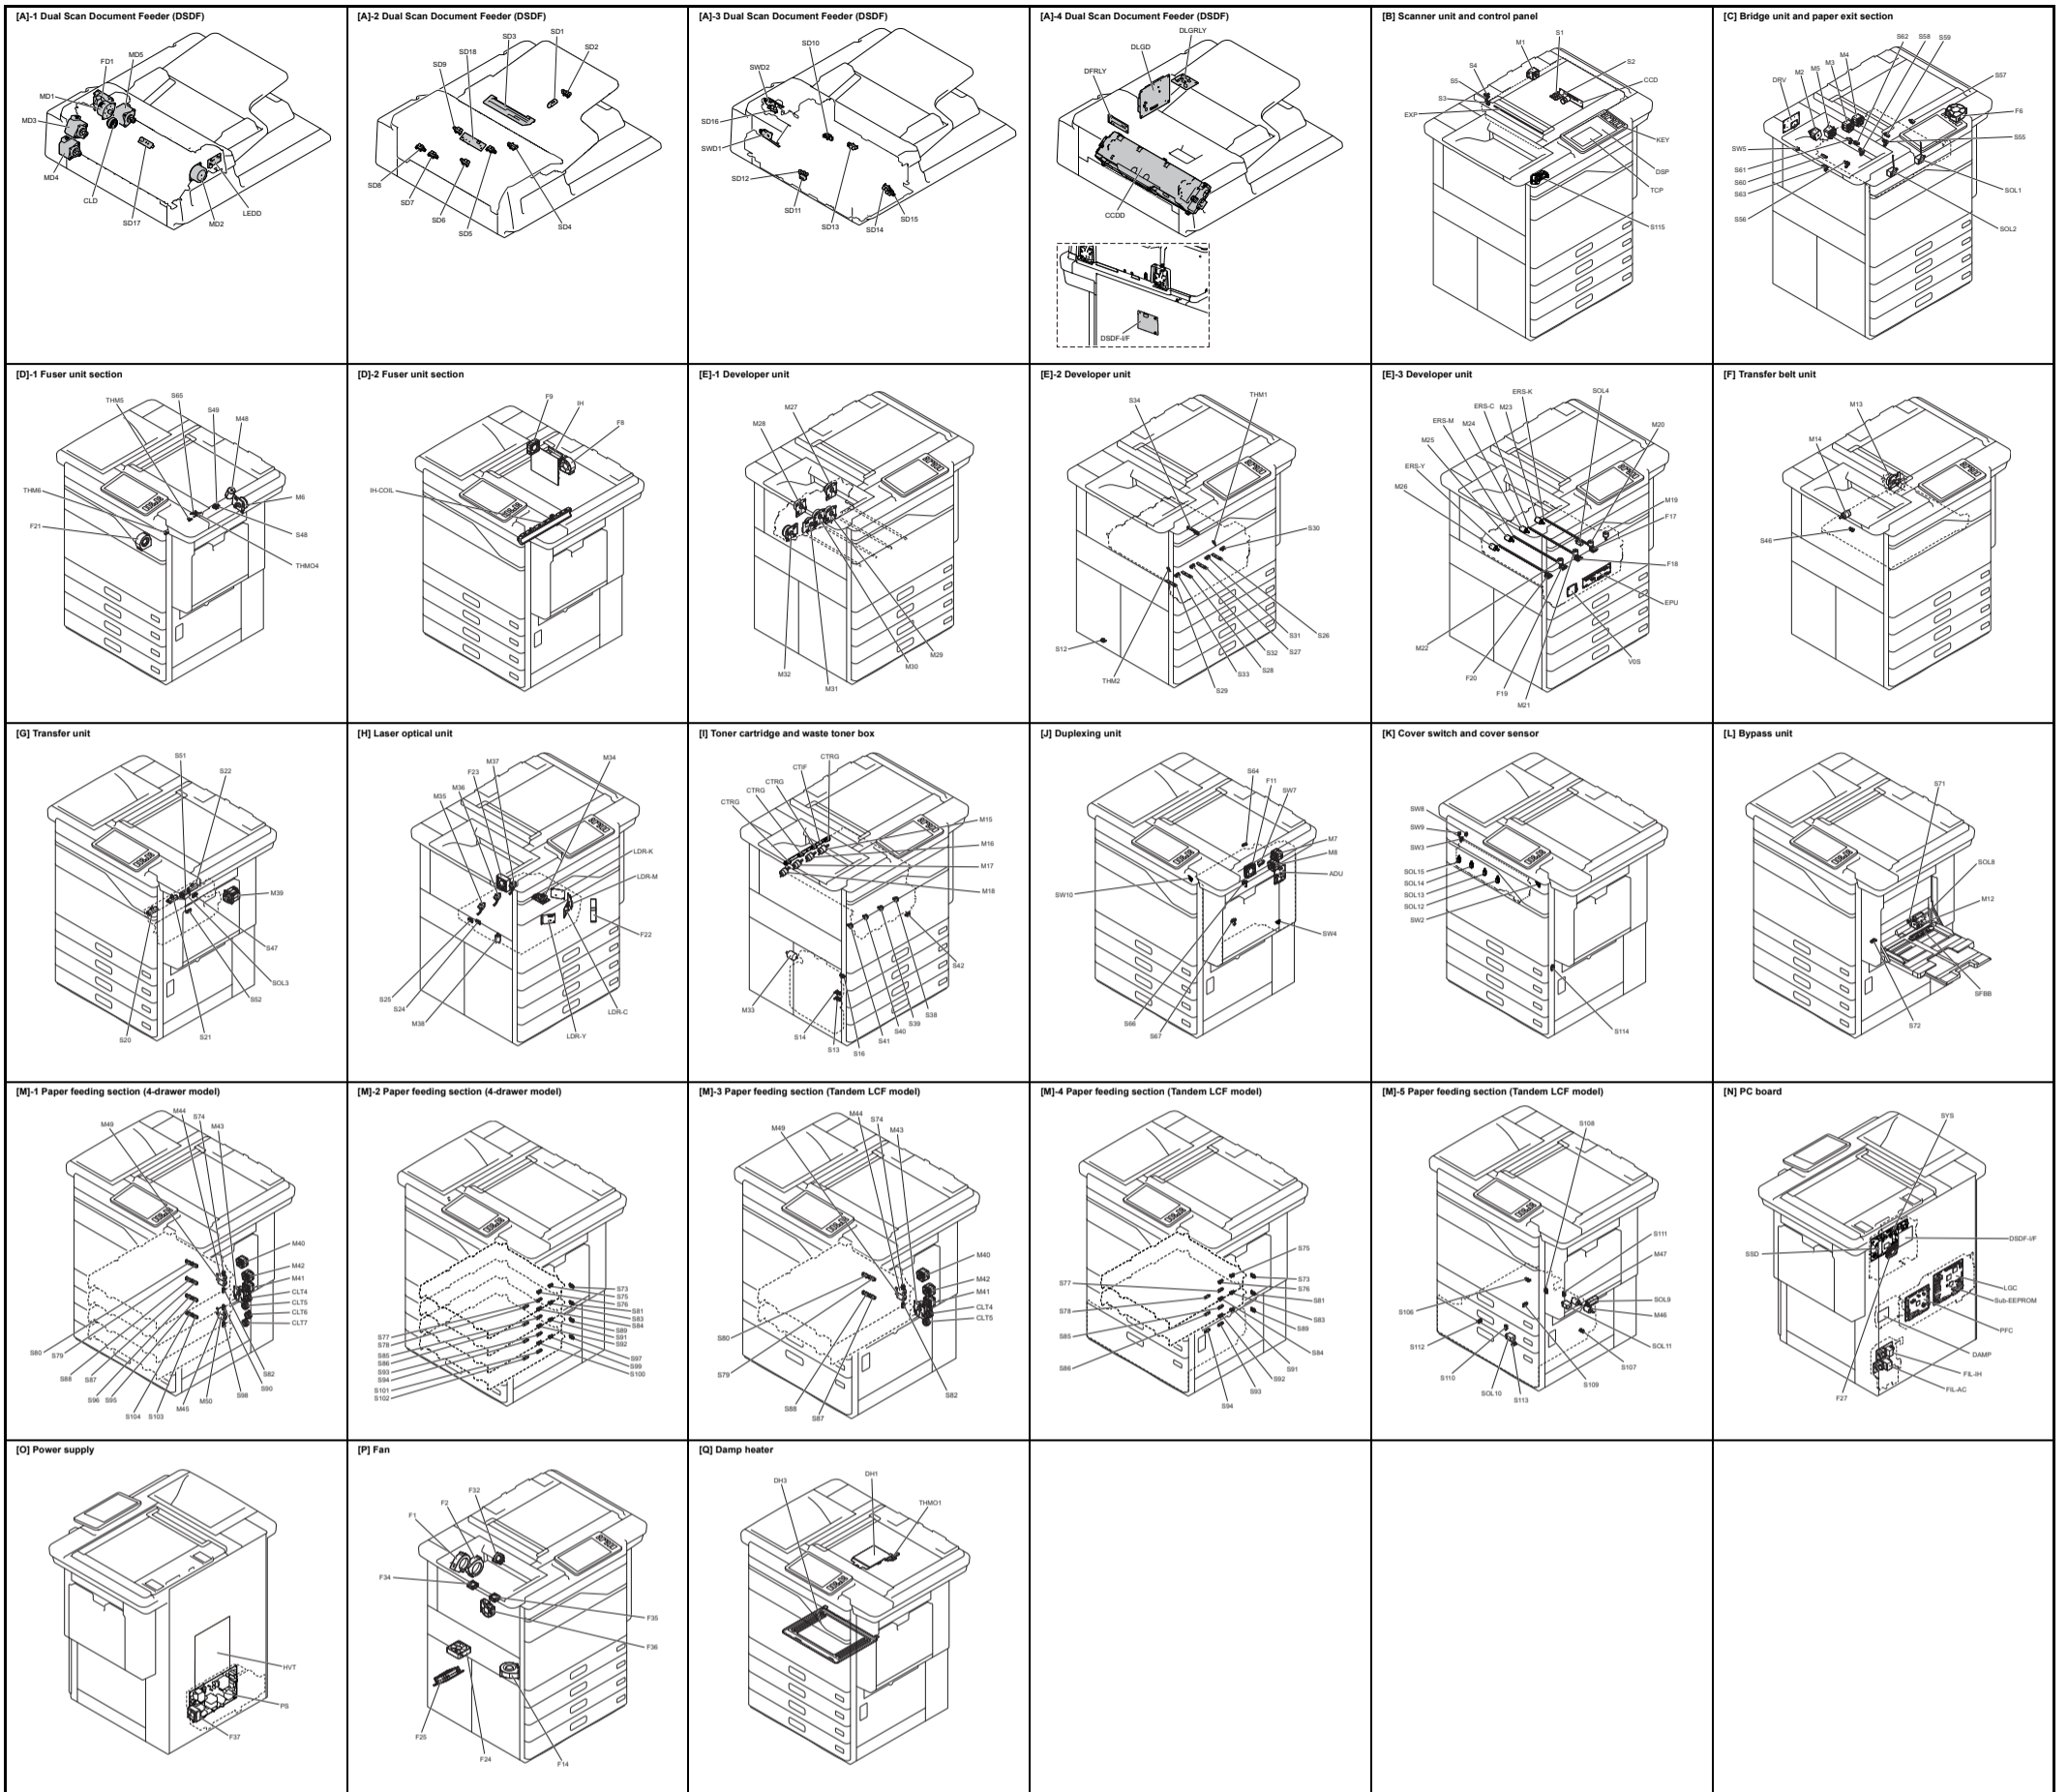 [A]-1 Dual Scan Document Feeder (DSDF)
MD5
FD1
MD1
MD3
MD4
CLD
SD17
MD2
LEDD
[A]-2 Dual Scan Document Feeder (DSDF)
SD1
SD3
SD2
SD18
SD9
SD8
SD7
SD6
SD5
SD4
[A]-3 Dual Scan Document Feeder (DSDF)
SD10
SWD2
SD16
SWD1
SD12
SD11
SD13
SD14
SD15
[A]-4 Dual Scan Document Feeder (DSDF)
DLGRLY
DLGD
DFRLY
CCDD
DSDF-I/F
[B] Scanner unit and control panel
S1
M1
S2
S4
S5
CCD
S3
EXP
KEY
DSP
TCP
S115
[C] Bridge unit and paper exit section
S59
S58
S62
M4
M3
M5
M2
DRV
S57
F6
S55
SW5
S61
S60
S63
S56
SOL1
SOL2
[D]-1 Fuser unit section
S65
THM5
S49
M48
THM6
M6
F21
S48
THMO4
[D]-2 Fuser unit section
F9
IH
F8
IH-COIL
[E]-1 Developer unit
M27
M28
M29
M30
M32
M31
[E]-2 Developer unit
S34
THM1
S30
S26
S31
S27
S32
S28
S12
S33
THM2
S29
[E]-3 Developer unit
ERS-K
SOL4
ERS-C
M23
ERS-M
M24
M20
M25
ERS-Y
M26
M19
F17
F18
EPU
M22
V0S
F20
F19
M21
[F] Transfer belt unit
M13
M14
S46
[G] Transfer unit
S51
S22
M39
S47
SOL3
S52
S20
S21
[H] Laser optical unit
M37
M34
F23
M36
M35
LDR-K
LDR-M
F22
S25
S24
M38
LDR-C
LDR-Y
[I] Toner cartridge and waste toner box
CTRG
CTIF
CTRG
CTRG
CTRG
M15
M16
M17
M18
S42
M33
S38
S39
S40
S14
S41
S13
S16
[J] Duplexing unit
S64
F11
SW7
M7
M8
ADU
SW10
SW4
S66
S67
[K] Cover switch and cover sensor
SW8
SW9
SW3
SOL15
SOL14
SOL13
SOL12
SW2
S114
[L] Bypass unit
S71
SOL8
M12
SFBB
S72
[M]-1 Paper feeding section (4-drawer model)
M44
S74
M49
M43
M40
M42
M41
CLT4
CLT5
CLT6
CLT7
S80
S79
S88
S87
S96
S95
S104
S103
M45
M50
S98
S90
S82
[M]-2 Paper feeding section (4-drawer model)
S73
S75
S76
S81
S83
S84
S89
S91
S92
S97
S99
S100
S77
S78
S85
S86
S93
S94
S101
S102
[M]-3 Paper feeding section (Tandem LCF model)
M44
S74
M49
M43
M40
M42
M41
CLT4
CLT5
S80
S79
S82
S88
S87
[M]-4 Paper feeding section (Tandem LCF model)
S75
S77
S73
S76
S78
S81
S83
S85
S89
S84
S86
S91
S92
S93
S94
[M]-5 Paper feeding section (Tandem LCF model)
S108
S111
M47
SOL9
M46
S106
SOL11
S112
S107
S110
S109
SOL10
S113
[N] PC board
SYS
DSDF-I/F
SSD
LGC
Sub-EEPROM
PFC
DAMP
FIL-IH
FIL-AC
F27
[O] Power supply
HVT
PS
F37
[P] Fan
F32
F2
F1
F34
F35
F36
F25
F24
F14
[Q] Damp heater
DH1
DH3
THMO1